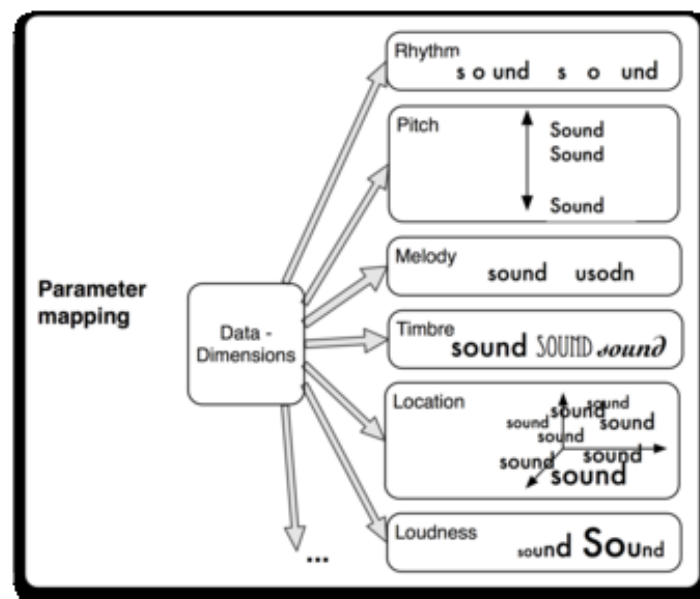 Parameter
mapping
Data -
Dimensions
Rhythm
s o und s o und
Pitch
Sound
Sound
Sound
Melody
sound usodn
Timbre
sound SOUND sound
Location
sound
sound
sound sound
sound
sound
sound
sound
Loudness
sound Sound
...